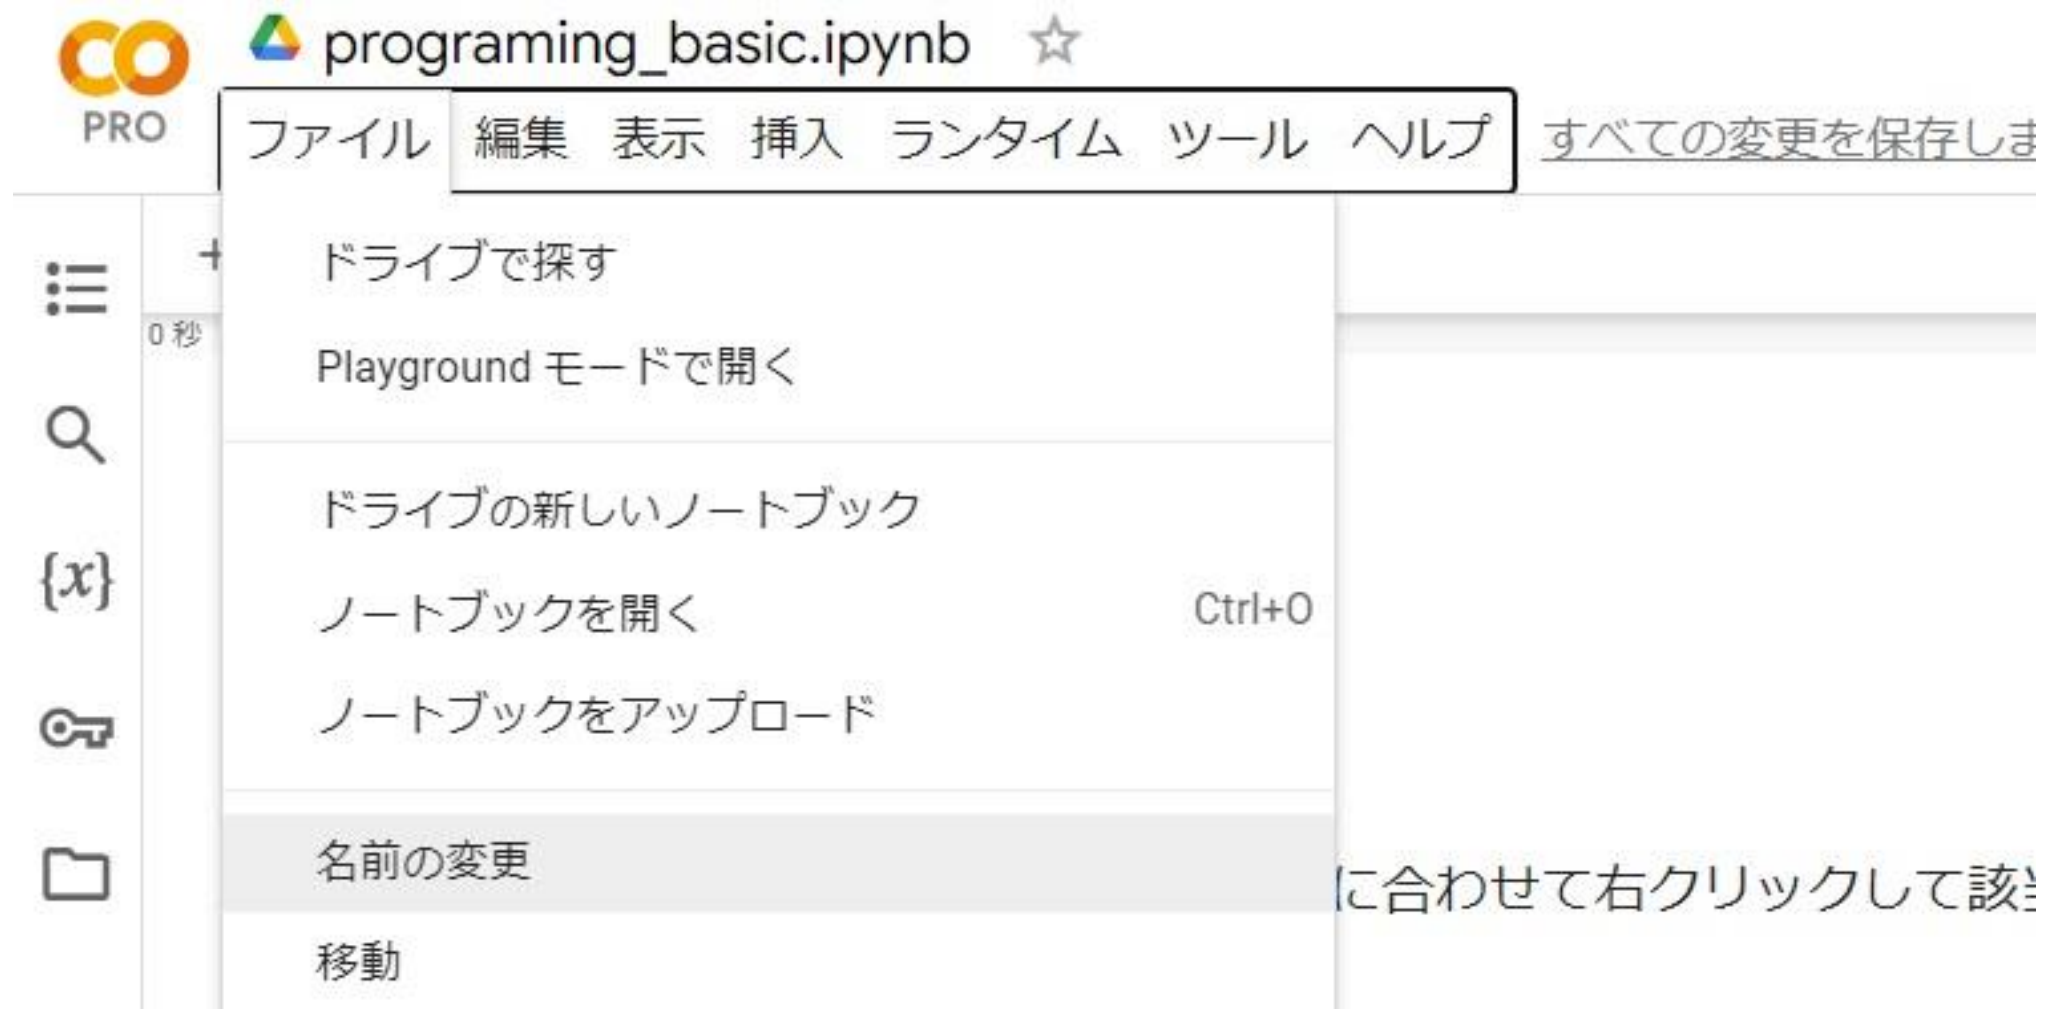 CO programing_basic.ipynb
PRO
ファイル 編集 表示 挿入 ランタイム ツール ヘルプ すべての変更を保存しま
ドライブで探す
0 秒
Playground モードで開く
ドライブの新しいノートブック
{x}
ノートブックを開く Ctrl+O
ノートブックをアップロード
名前の変更
に合わせて右クリックして該
移動